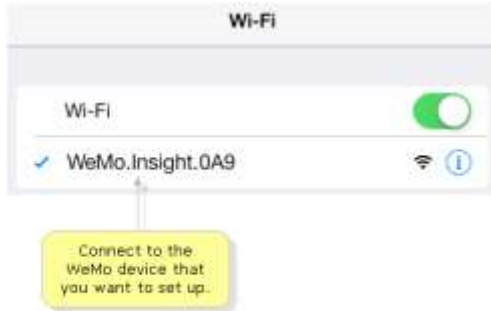 Wi-Fi
Wi-Fi
WeMo.Insight.0A9
Connect to the
WeMo device that
you want to set up.